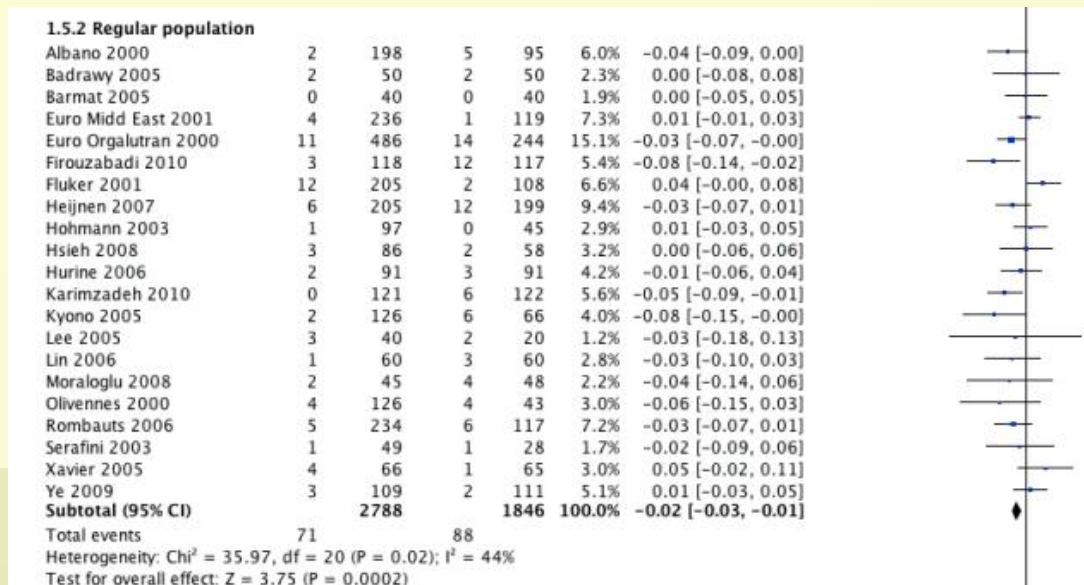 1.5.2 Regular population
Albano 2000 2 198 5 95 6.0% −0.04 [−0.09, 0.00]
Badrawy 2005 2 50 2 50 2.3% 0.00 [−0.08, 0.08]
Barmat 2005 0 40 0 40 1.9% 0.00 [−0.05, 0.05]
Euro Midd East 2001 4 236 1 119 7.3% 0.01 [−0.01, 0.03]
Euro Orgalutran 2000 11 486 14 244 15.1% −0.03 [−0.07, −0.00]
Firouzabadi 2010 3 118 12 117 5.4% −0.08 [−0.14, −0.02]
Fluker 2001 12 205 2 108 6.6% 0.04 [−0.00, 0.08]
Heijnen 2007 6 205 12 199 9.4% −0.03 [−0.07, 0.01]
Hohmann 2003 1 97 0 45 2.9% 0.01 [−0.03, 0.05]
Hsieh 2008 3 86 2 58 3.2% 0.00 [−0.06, 0.06]
Hurine 2006 2 91 3 91 4.2% −0.01 [−0.06, 0.04]
Karimzadeh 2010 0 121 6 122 5.6% −0.05 [−0.09, −0.01]
Kyono 2005 2 126 6 66 4.0% −0.08 [−0.15, −0.00]
Lee 2005 3 40 2 20 1.2% −0.03 [−0.18, 0.13]
Lin 2006 1 60 3 60 2.8% −0.03 [−0.10, 0.03]
Moraloglu 2008 2 45 4 48 2.2% −0.04 [−0.14, 0.06]
Olivennes 2000 4 126 4 43 3.0% −0.06 [−0.15, 0.03]
Rombauts 2006 5 234 6 117 7.2% −0.03 [−0.07, 0.01]
Serafini 2003 1 49 1 28 1.7% −0.02 [−0.09, 0.06]
Xavier 2005 4 66 1 65 3.0% 0.05 [−0.02, 0.11]
Ye 2009 3 109 2 111 5.1% 0.01 [−0.03, 0.05]
Subtotal (95% CI) 2788 1846 100.0% −0.02 [−0.03, −0.01]
Total events 71 88
Heterogeneity: Chi² = 35.97, df = 20 (P = 0.02); I² = 44%
Test for overall effect: Z = 3.75 (P = 0.0002)